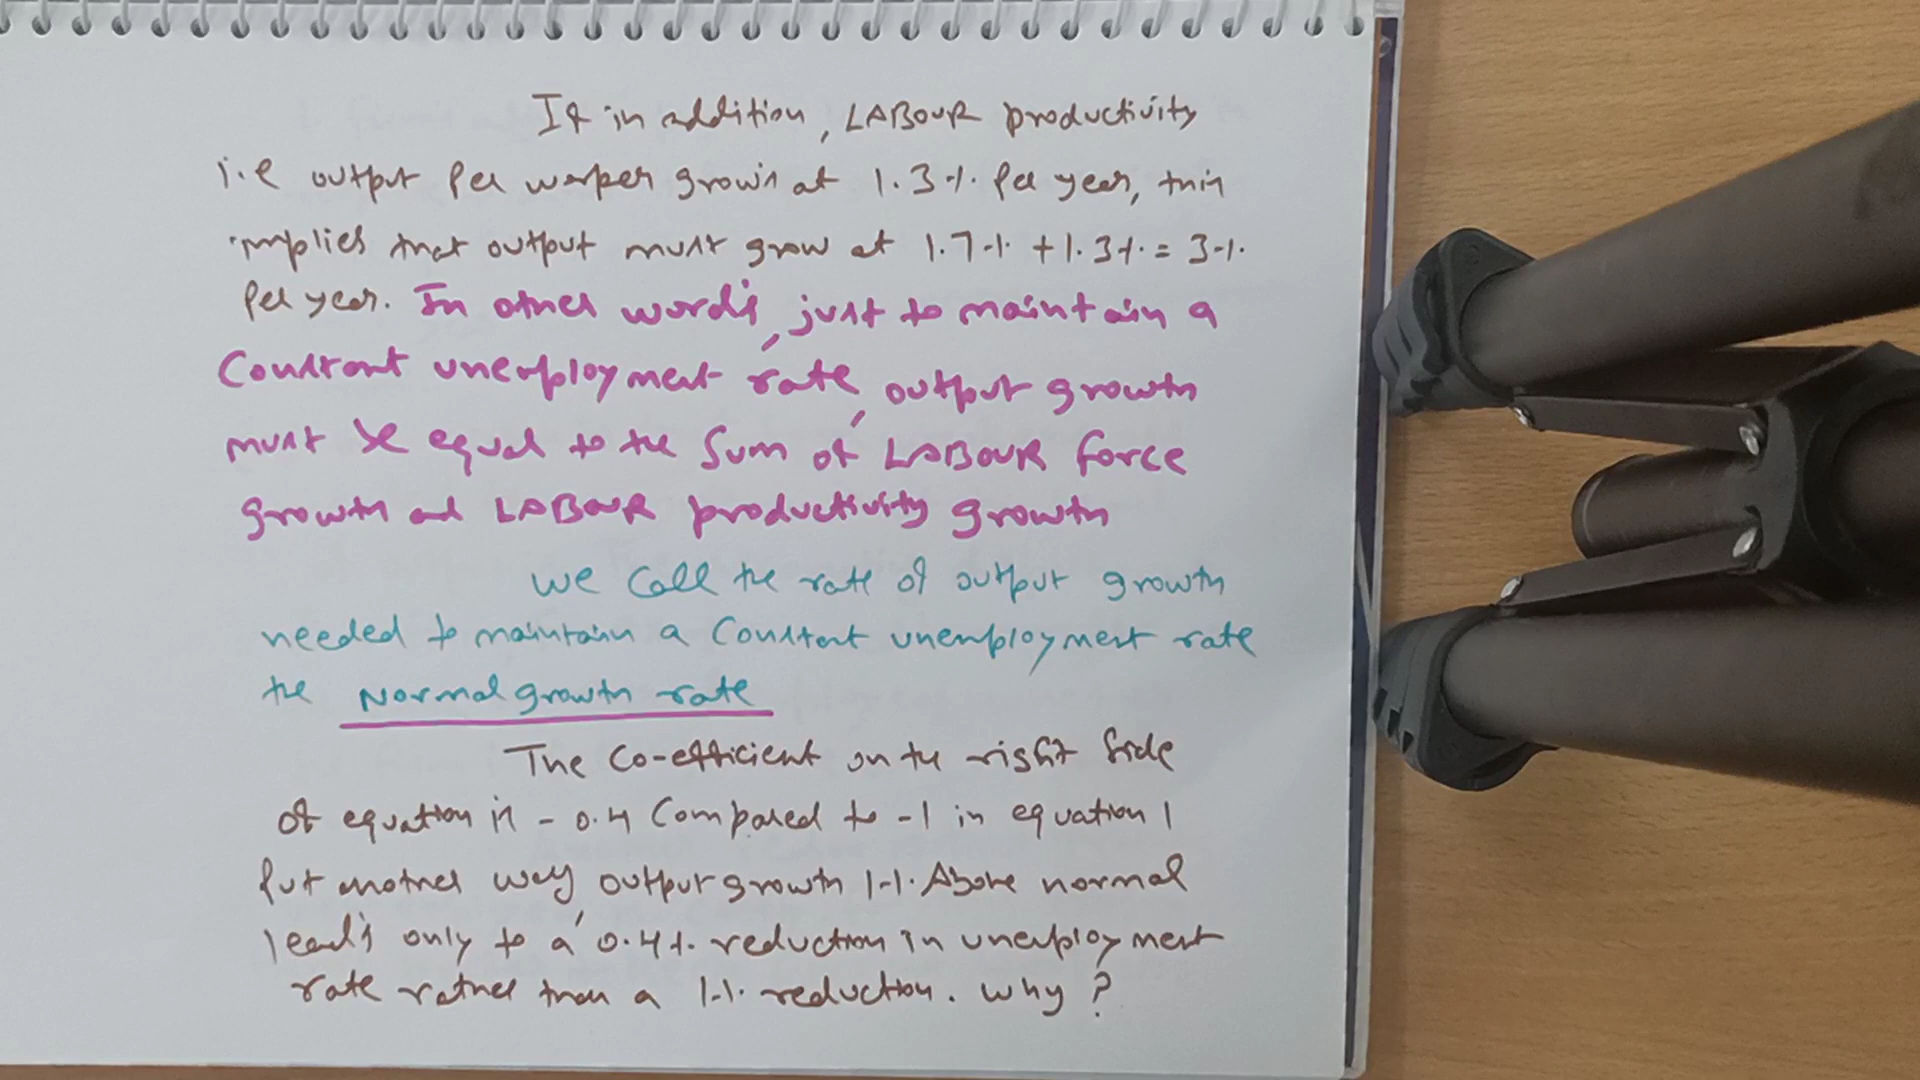 If in addition, LABOUR productivity
i.e output per worker grows at 1.3% per year, this
implies that output must grow at 1.7% + 1.3% = 3%
per year. In other words, just to maintain a
Constant unemployment rate, output growth
must be equal to the sum of LABOUR force
growth and LABOUR productivity growth
we call the rate of output growth
needed to maintain a constant unemployment rate
the Normal growth rate
The co-efficient on the right side
of equation is -0.4 compared to -1 in equation 1
Put another way, output growth 1% Above normal
leads only to a 0.4% reduction in unemployment
rate rather than a 1% reduction. why?